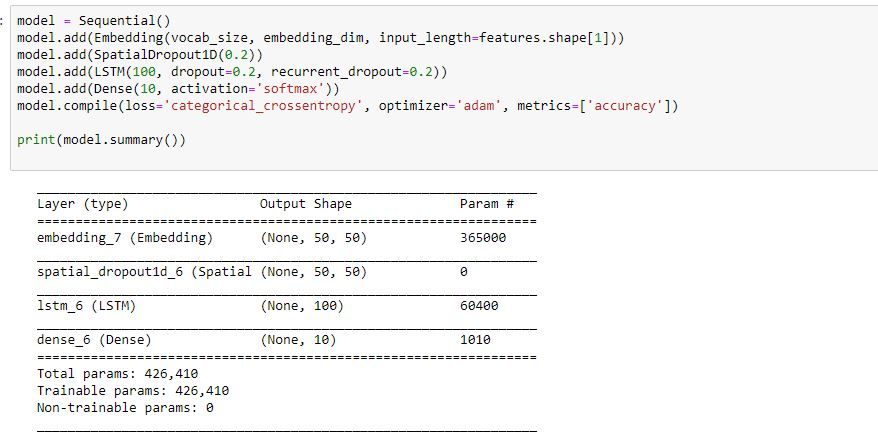 :
model = Sequential()
model.add(Embedding(vocab_size, embedding_dim, input_length=features.shape[1]))
model.add(SpatialDropout1D(0.2))
model.add(LSTM(100, dropout=0.2, recurrent_dropout=0.2))
model.add(Dense(10, activation='softmax'))
model.compile(loss='categorical_crossentropy', optimizer='adam', metrics=['accuracy'])
print(model.summary())
_________________________________________________________________
Layer (type)                 Output Shape              Param #
=================================================================
embedding_7 (Embedding)      (None, 50, 50)            365000
_________________________________________________________________
spatial_dropout1d_6 (Spatial (None, 50, 50)            0
_________________________________________________________________
lstm_6 (LSTM)                (None, 100)               60400
_________________________________________________________________
dense_6 (Dense)              (None, 10)                1010
=================================================================
Total params: 426,410
Trainable params: 426,410
Non-trainable params: 0
_________________________________________________________________